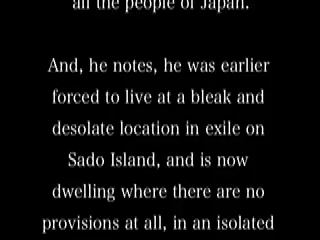 all the people of Japan.
And, he notes, he was earlier
forced to live at a bleak and
desolate location in exile on
Sado Island, and is now
dwelling where there are no
provisions at all, in an isolated